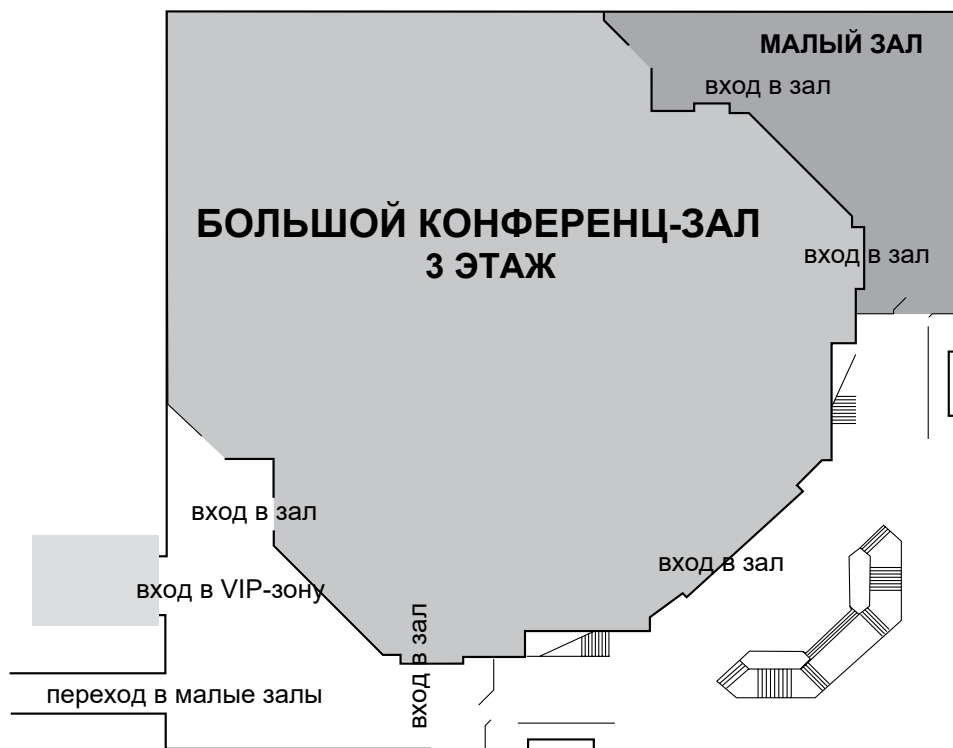 МАЛЫЙ ЗАЛ
вход в зал
БОЛЬШОЙ КОНФЕРЕНЦ-ЗАЛ
3 ЭТАЖ
вход в зал
вход в зал
вход в зал
вход в VIP-зону
вход в зал
переход в малые залы